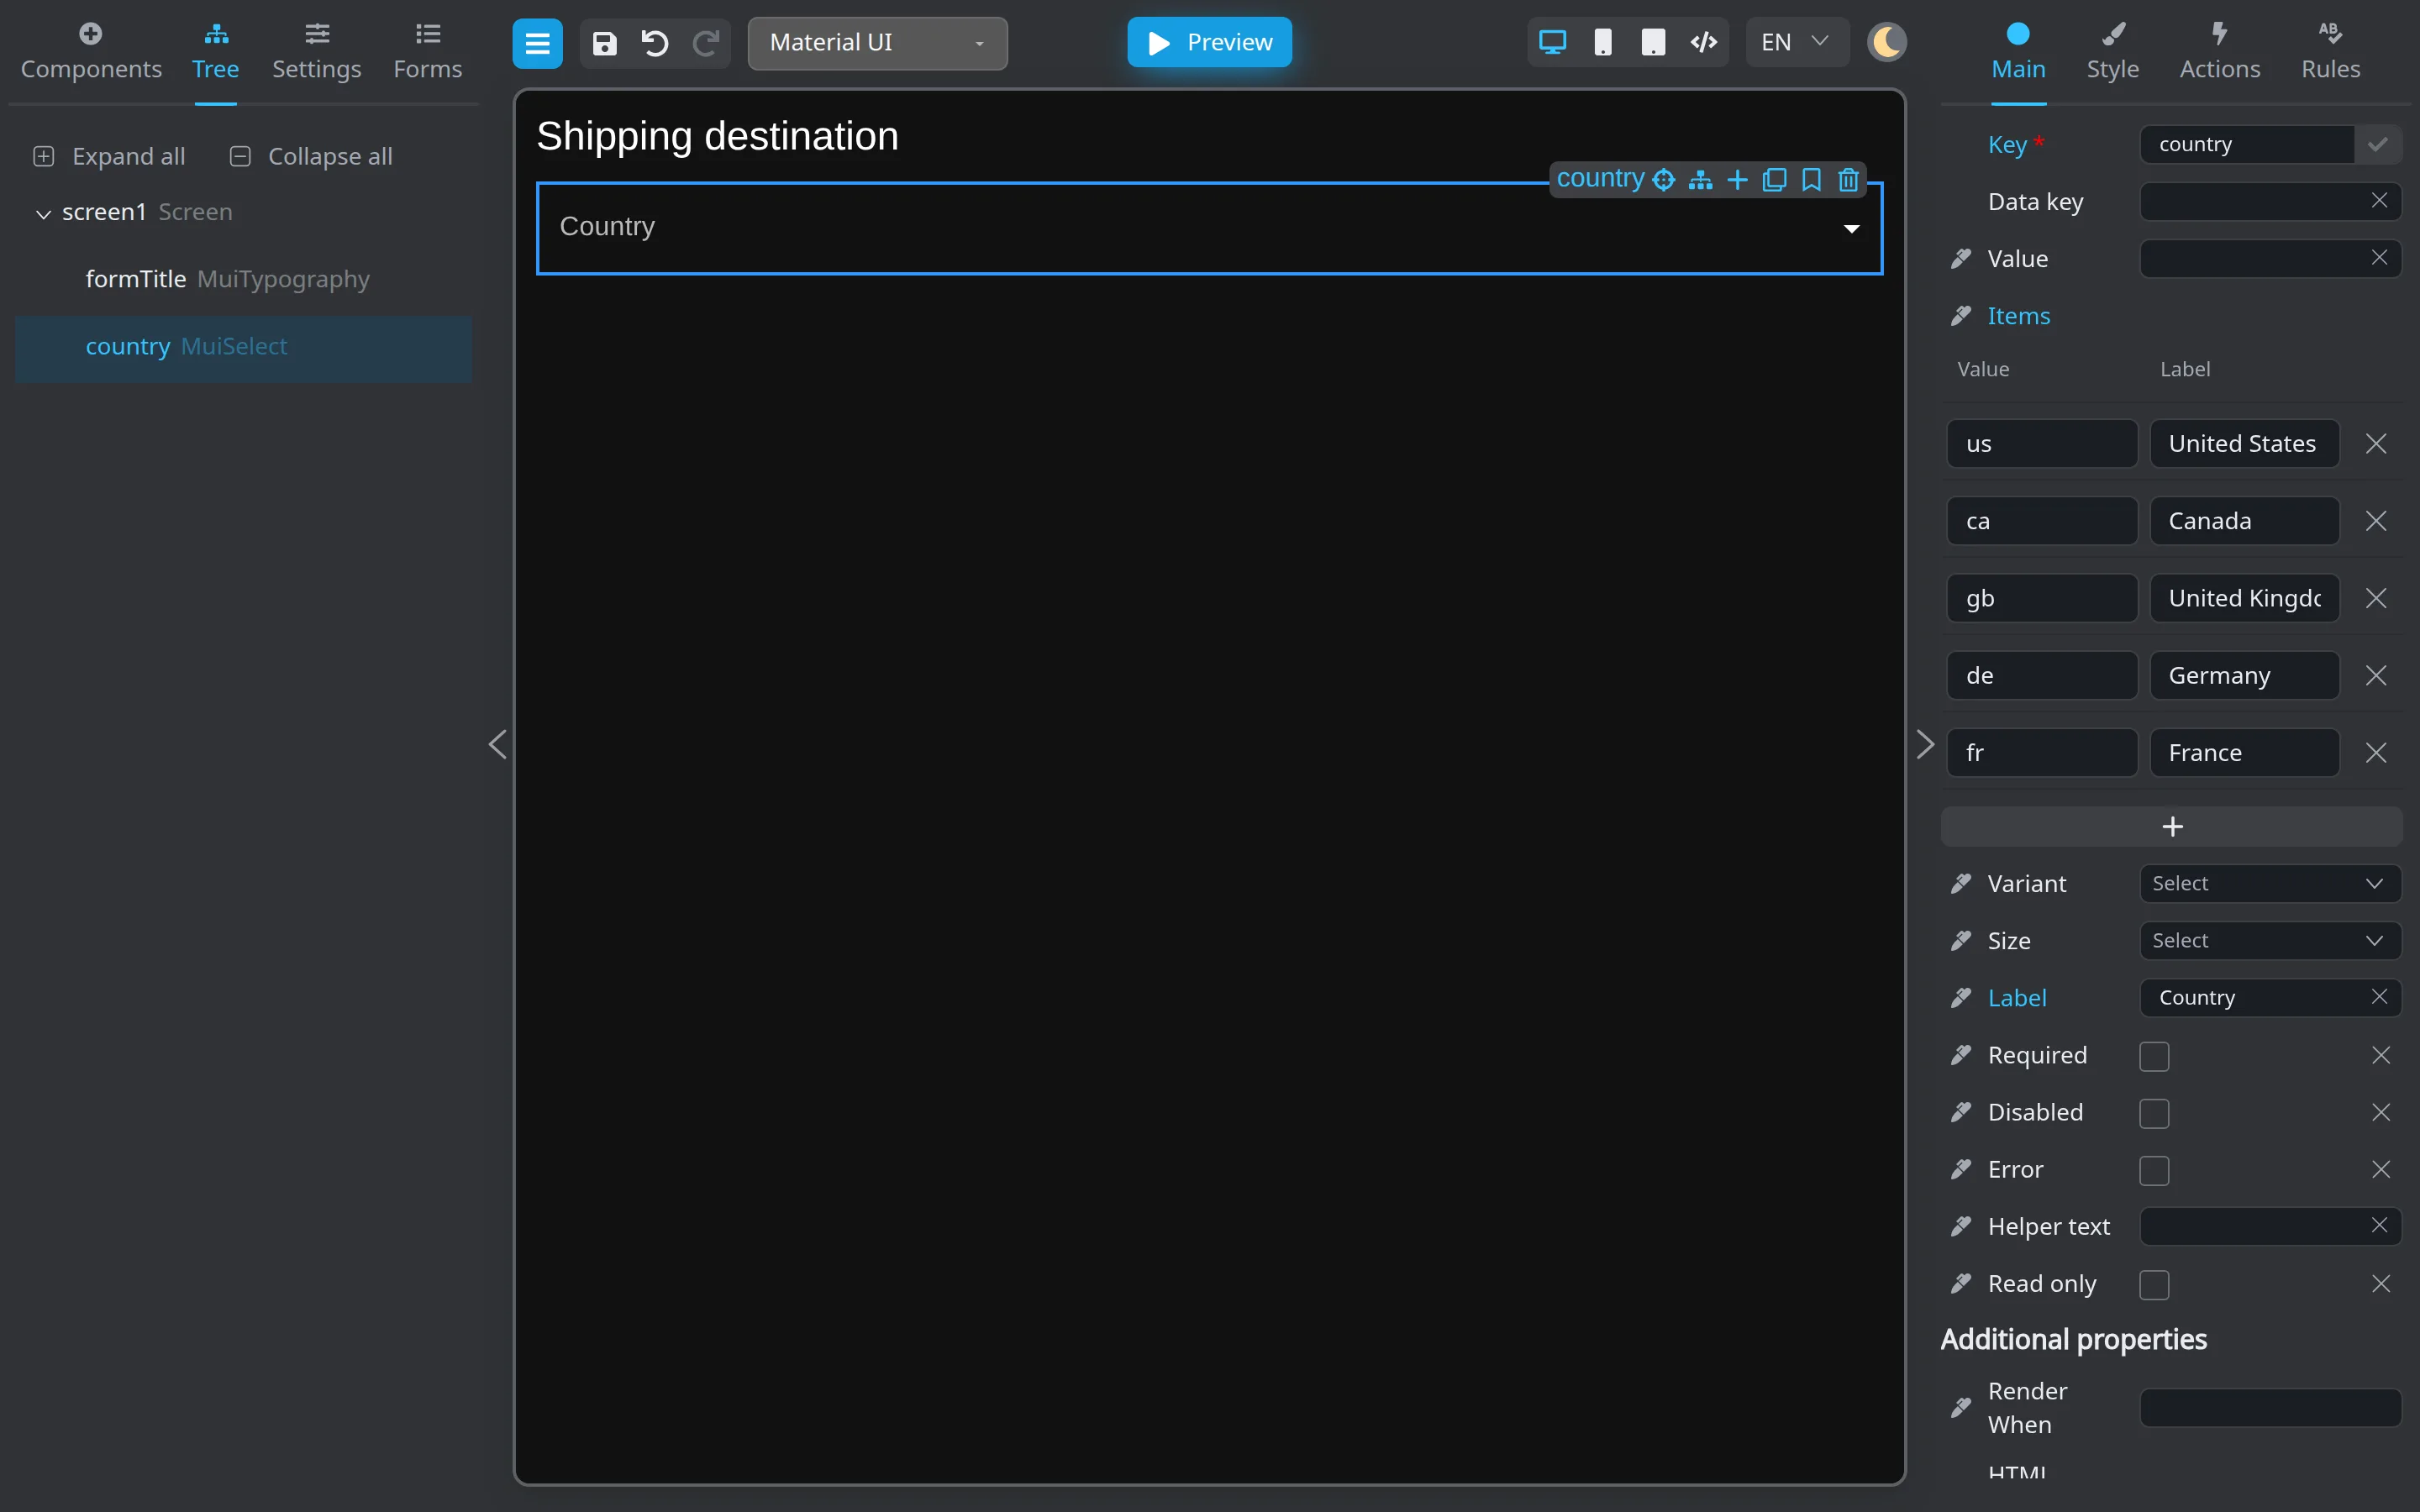 Components Tree Settings Forms
Material UI
Preview
EN
Main Style Actions Rules
Expand all Collapse all
screen1 Screen
formTitle MuiTypography
country MuiSelect
Shipping destination
country
Country
Key *
country
Data key
Value
Items
Value Label
us United States
ca Canada
gb United Kingdo
de Germany
fr France
Variant Select
Size Select
Label Country
Required
Disabled
Error
Helper text
Read only
Additional properties
Render
When
HTML